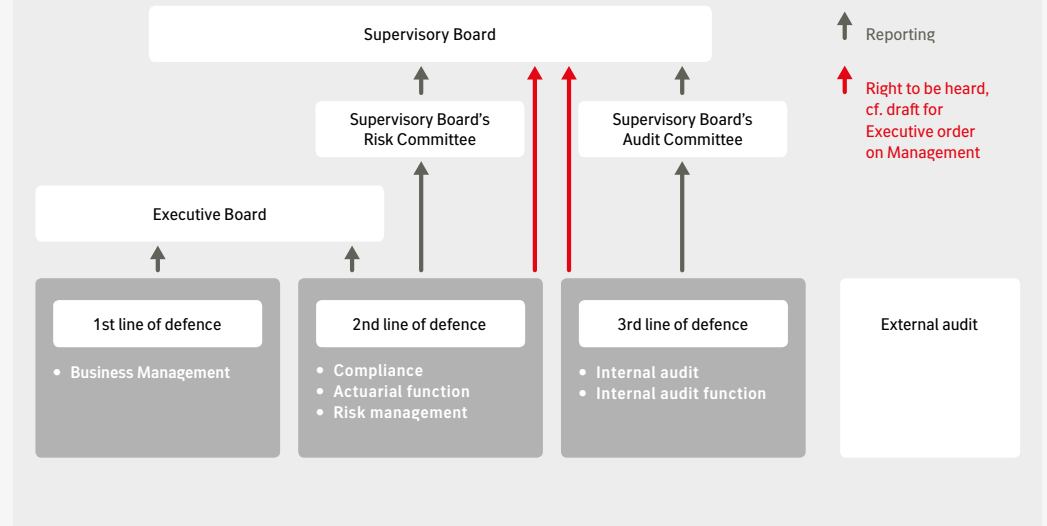 Supervisory Board
Reporting
Right to be heard,
cf. draft for
Executive order
on Management
Supervisory Board’s
Risk Committee
Supervisory Board’s
Audit Committee
Executive Board
1st line of defence
• Business Management
2nd line of defence
• Compliance
• Actuarial function
• Risk management
3rd line of defence
• Internal audit
• Internal audit function
External audit